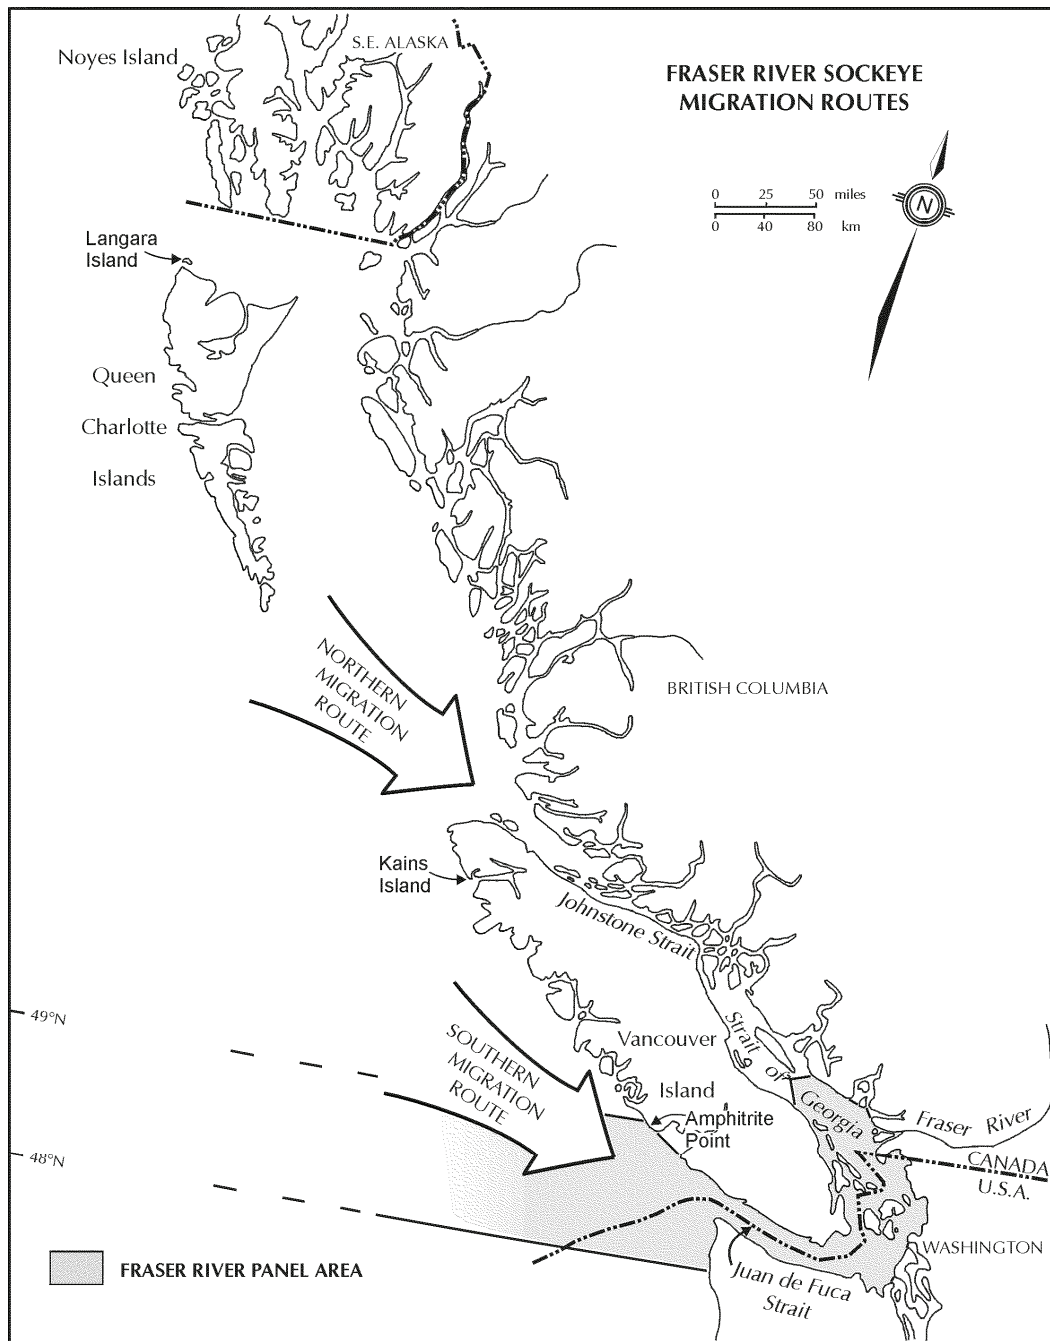 Noyes Island
S.E. ALASKA
FRASER RIVER SOCKEYE
MIGRATION ROUTES
0 25 50 miles
0 40 80 km
N
Langara
Island
Queen
Charlotte
Islands
NORTHERN
MIGRATION
ROUTE
BRITISH COLUMBIA
Kains
Island
Johnstone Strait
49°N
SOUTHERN
MIGRATION
ROUTE
Vancouver
Island
Strait of
Georgia
Amphitrite
Point
Fraser River
48°N
CANADA
U.S.A.
WASHINGTON
FRASER RIVER PANEL AREA
Juan de Fuca
Strait